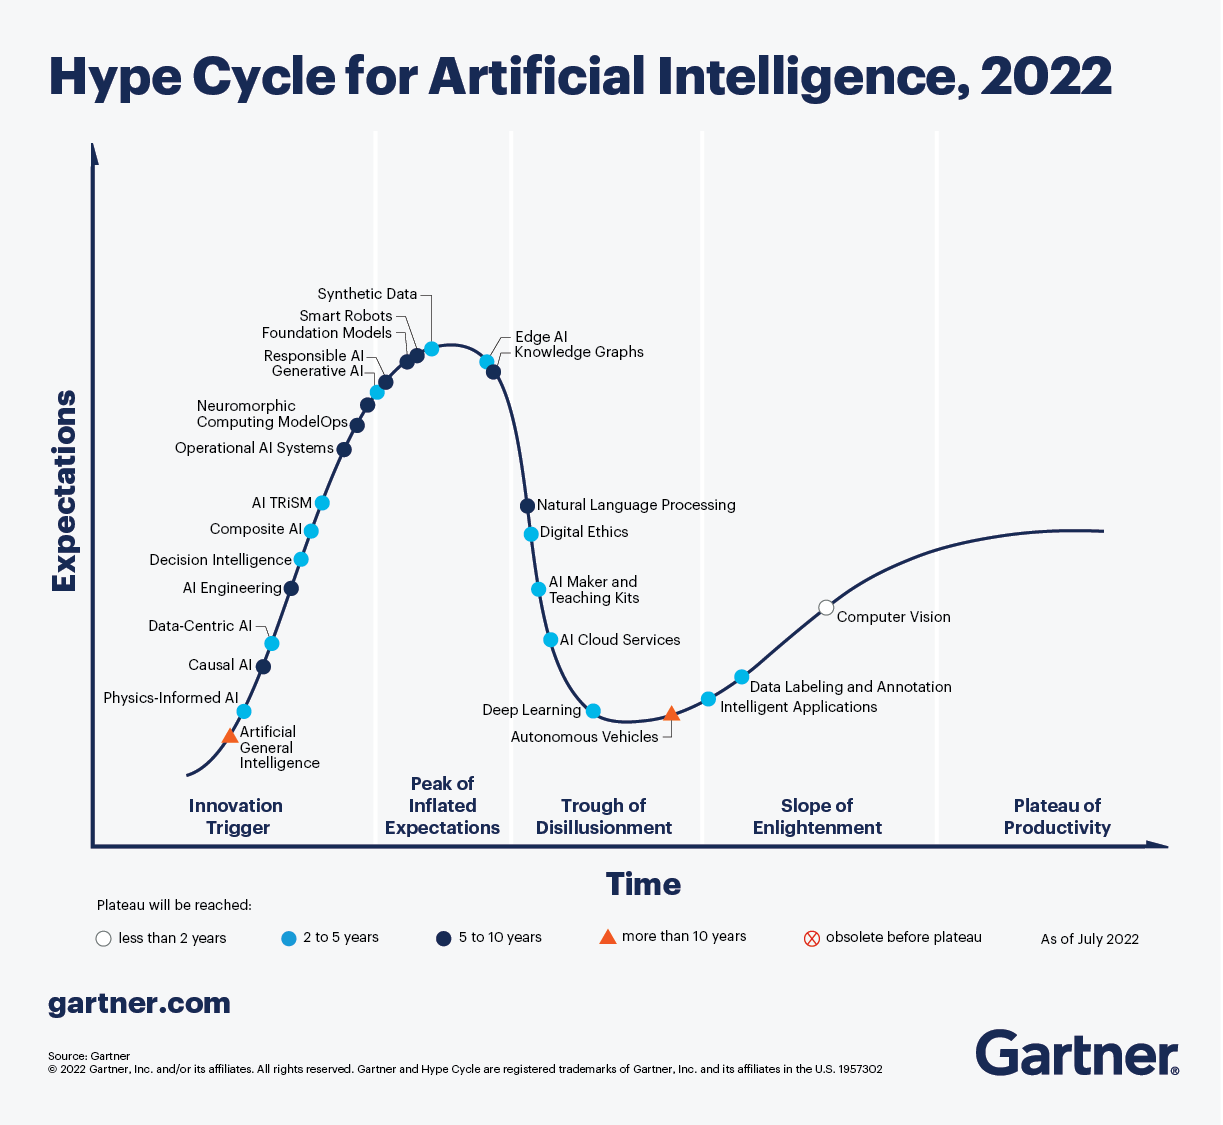 Hype Cycle for Artificial Intelligence, 2022
Expectations
Synthetic Data
Smart Robots
Foundation Models
Responsible AI
Generative AI
Neuromorphic
Computing ModelOps
Operational AI Systems
AI TRiSM
Composite AI
Decision Intelligence
AI Engineering
Data-Centric AI
Causal AI
Physics-Informed AI
Artificial
General
Intelligence
Edge AI
Knowledge Graphs
Natural Language Processing
Digital Ethics
AI Maker and
Teaching Kits
AI Cloud Services
Deep Learning
Autonomous Vehicles
Computer Vision
Data Labeling and Annotation
Intelligent Applications
Innovation
Trigger
Peak of
Inflated
Expectations
Trough of
Disillusionment
Slope of
Enlightenment
Plateau of
Productivity
Time
Plateau will be reached:
less than 2 years
2 to 5 years
5 to 10 years
more than 10 years
obsolete before plateau
As of July 2022
gartner.com
Source: Gartner
© 2022 Gartner, Inc. and/or its affiliates. All rights reserved. Gartner and Hype Cycle are registered trademarks of Gartner, Inc. and its affiliates in the U.S. 1957302
Gartner®